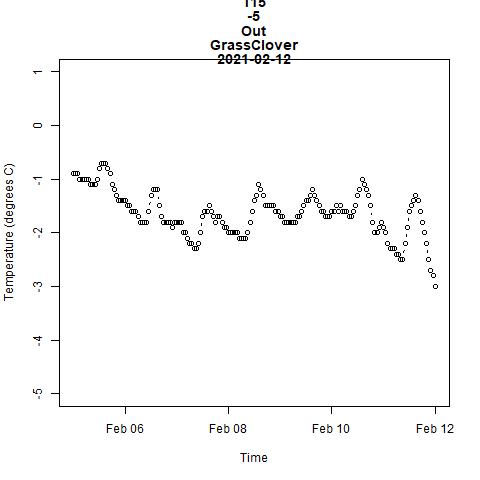 T15
-5
Out
GrassClover
2021-02-12
1
0
-1
-2
-3
-4
-5
Temperature (degrees C)
Feb 06
Feb 08
Feb 10
Feb 12
Time